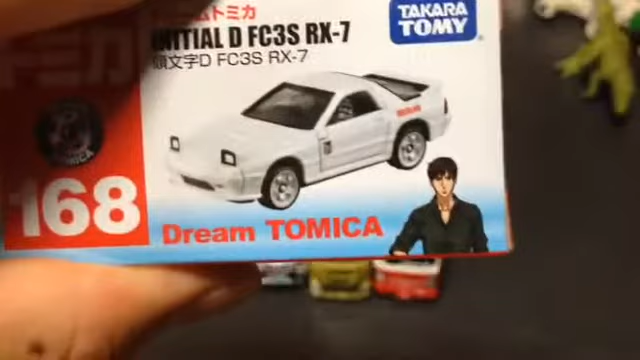 トミカ
INITIAL D FC3S RX-7
頭文字D FC3S RX-7
TAKARA
TOMY
TOMICA
168
Dream TOMICA